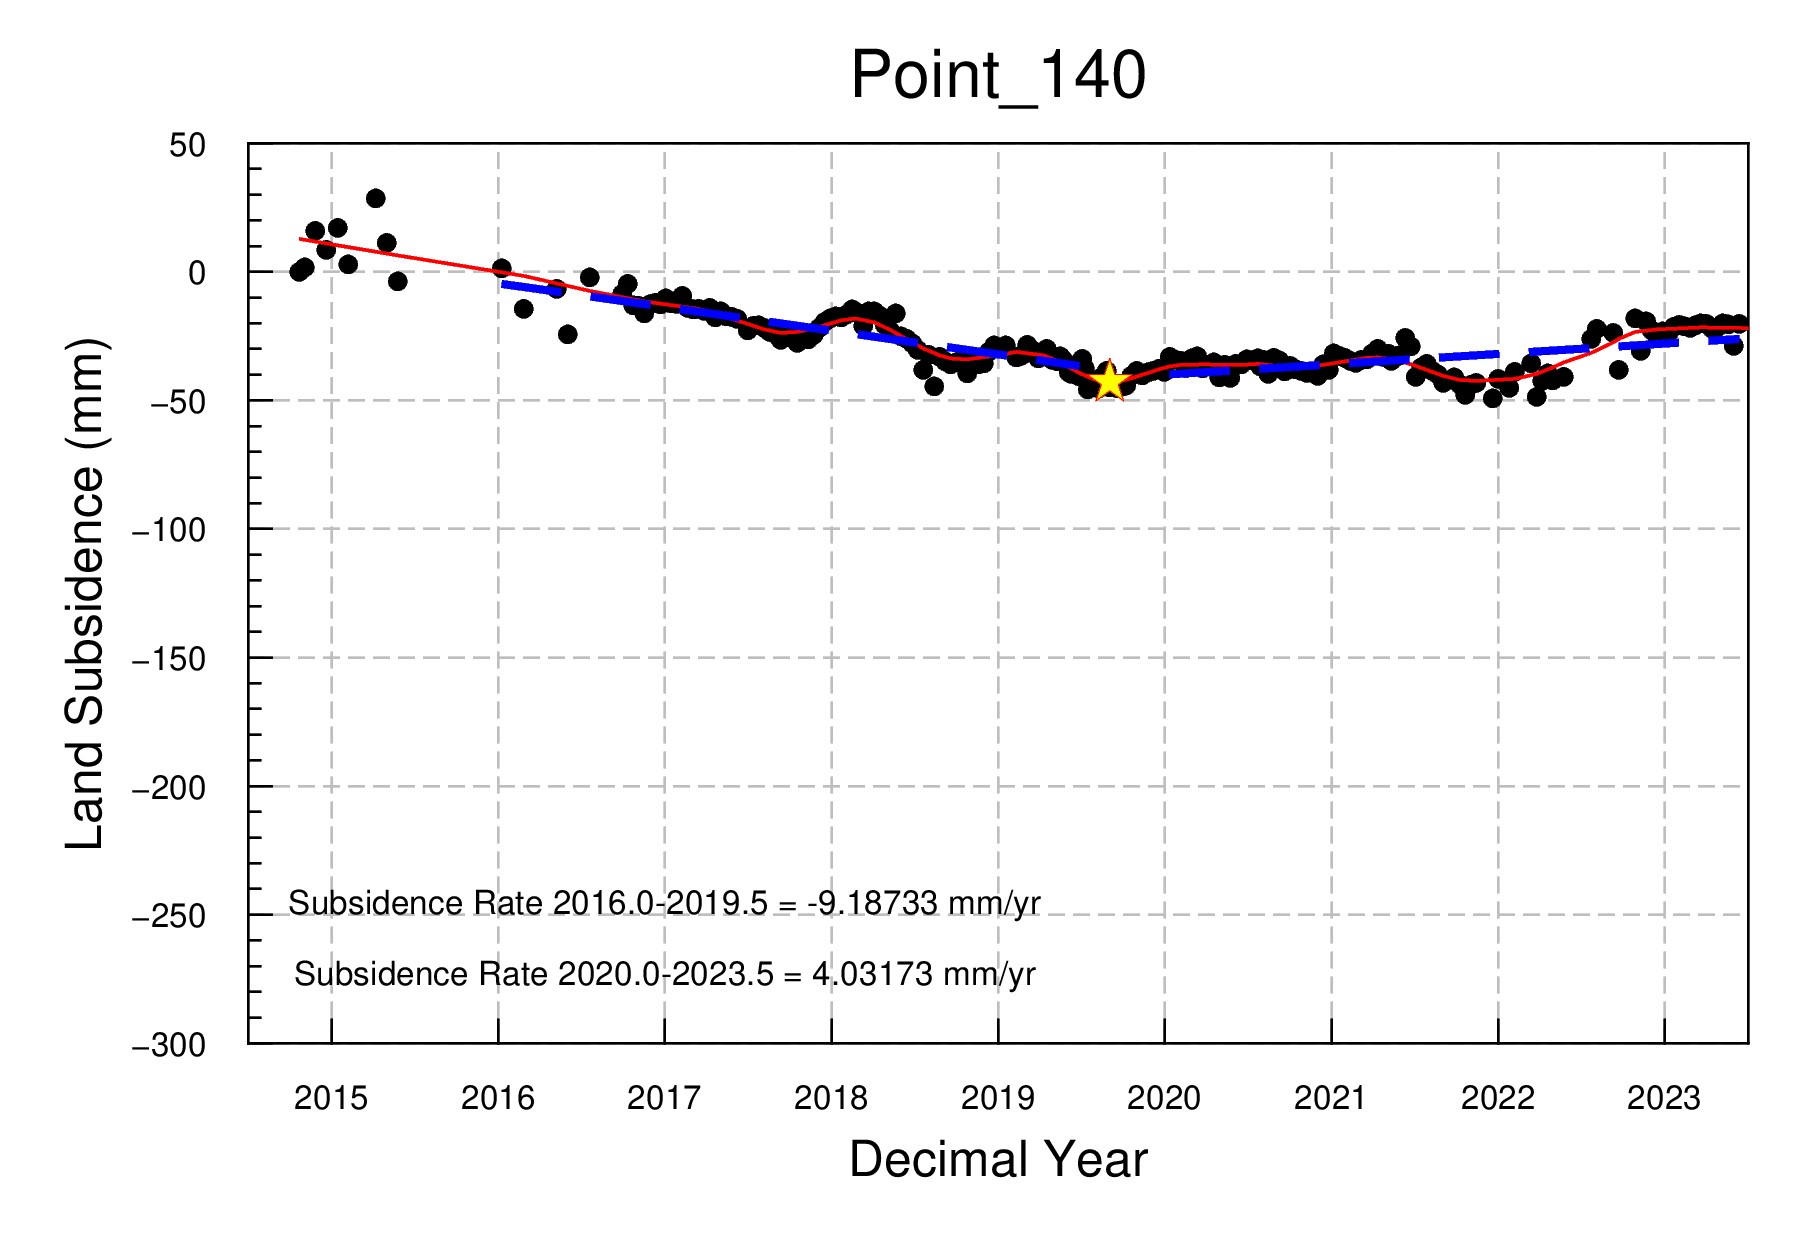 Point_140
50
0
−50
−100
−150
−200
−250
−300
Land Subsidence (mm)
Subsidence Rate 2016.0-2019.5 = -9.18733 mm/yr
Subsidence Rate 2020.0-2023.5 = 4.03173 mm/yr
2015 2016 2017 2018 2019 2020 2021 2022 2023
Decimal Year